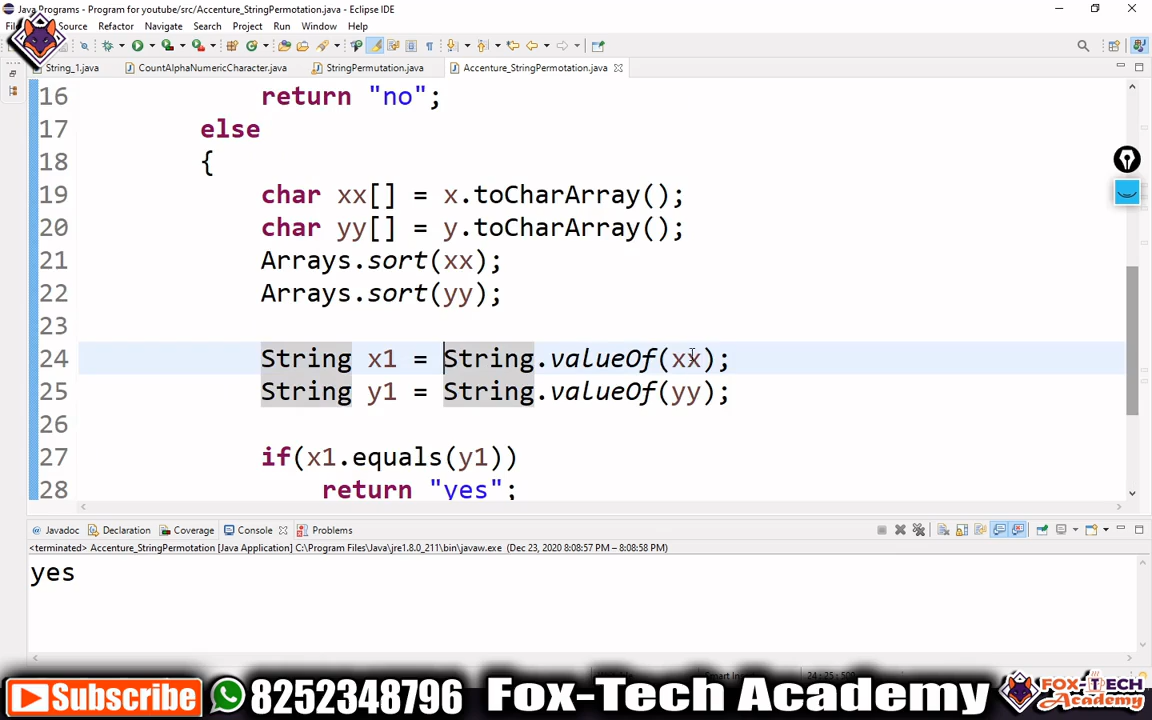 Java Programs - Program for youtube/src/Accenture_StringPermotation.java - Eclipse IDE
Source Refactor Navigate Search Project Run Window Help
String_1.java CountAlphaNumericCharacter.java StringPermutation.java Accenture_StringPermotation.java
16 return "no";
17 else
18 {
19 char xx[] = x.toCharArray();
20 char yy[] = y.toCharArray();
21 Arrays.sort(xx);
22 Arrays.sort(yy);
23
24 String x1 = String.valueOf(xx);
25 String y1 = String.valueOf(yy);
26
27 if(x1.equals(y1))
28 return "yes";
Javadoc Declaration Coverage Console Problems
<terminated> Accenture_StringPermotation [Java Application] C:\Program Files\Java\jre1.8.0_211\bin\javaw.exe (Dec 23, 2020 8:08:57 PM – 8:08:58 PM)
yes
Subscribe 8252348796 Fox-Tech Academy
FOX-TECH
Academy